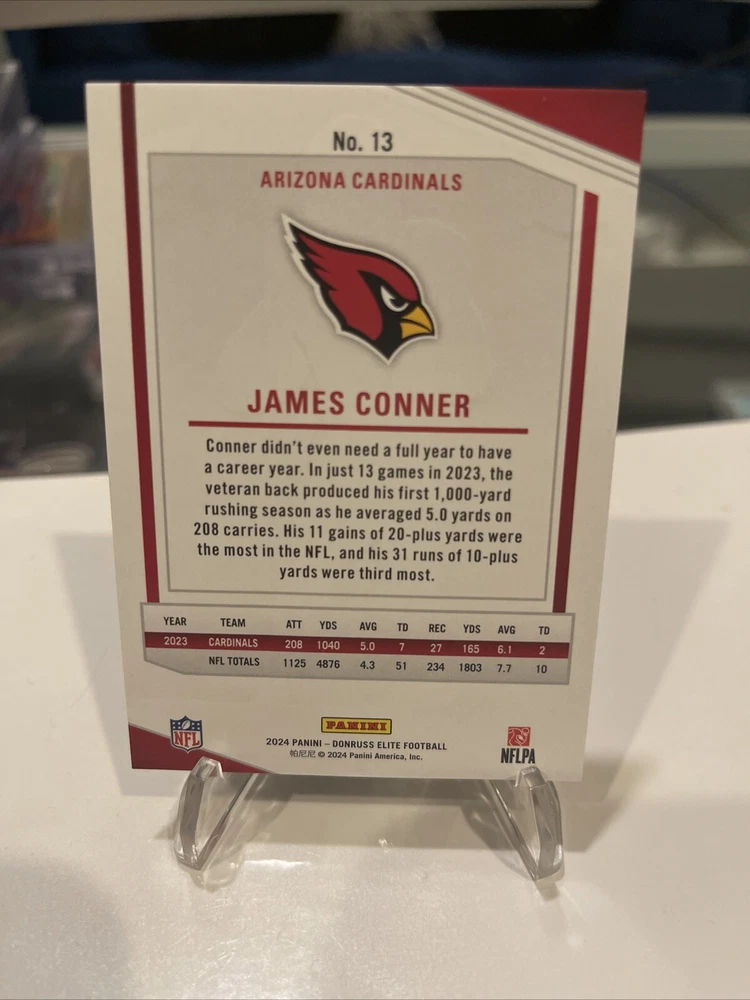 No. 13
ARIZONA CARDINALS
JAMES CONNER
Conner didn't even need a full year to have
a career year. In just 13 games in 2023, the
veteran back produced his first 1,000-yard
rushing season as he averaged 5.0 yards on
208 carries. His 11 gains of 20-plus yards were
the most in the NFL, and his 31 runs of 10-plus
yards were third most.
YEAR TEAM ATT YDS AVG TD REC YDS AVG TD
2023 CARDINALS 208 1040 5.0 7 27 165 6.1 2
NFL TOTALS 1125 4876 4.3 51 234 1803 7.7 10
NFL
PANINI
2024 PANINI – DONRUSS ELITE FOOTBALL
帕尼尼 © 2024 Panini America, Inc.
NFLPA